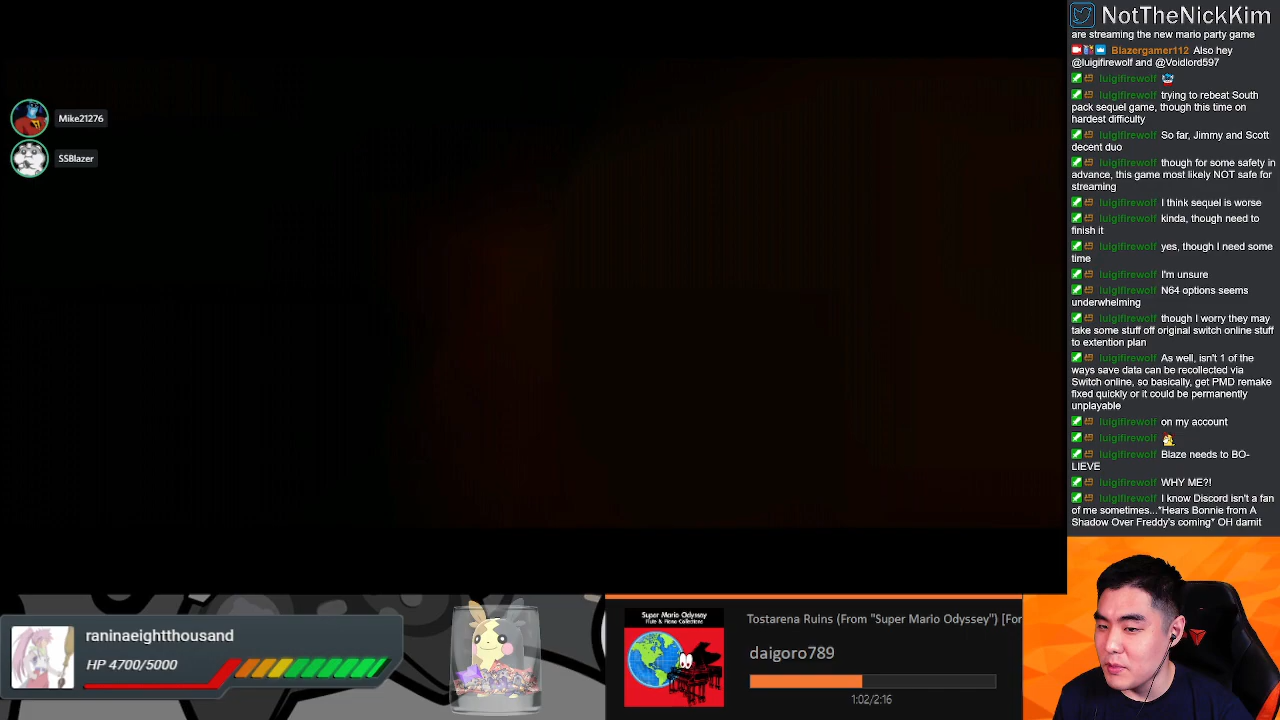 NotTheNickKim
are streaming the new mario party game
Blazergamer112 Also hey
@luigifirewolf and @Voidlord597
luigifirewolf
luigifirewolf trying to rebeat South
pack sequel game, though this time on
hardest difficulty
luigifirewolf So far, Jimmy and Scott
decent duo
luigifirewolf though for some safety in
advance, this game most likely NOT safe for
streaming
luigifirewolf I think sequel is worse
luigifirewolf kinda, though need to
finish it
luigifirewolf yes, though I need some
time
luigifirewolf I'm unsure
luigifirewolf N64 options seems
underwhelming
luigifirewolf though I worry they may
take some stuff off original switch online stuff
to extention plan
luigifirewolf As well, isn't 1 of the
ways save data can be recollected via
Switch online, so basically, get PMD remake
fixed quickly or it could be permanently
unplayable
luigifirewolf on my account
luigifirewolf
luigifirewolf Blaze needs to BO-
LIEVE
luigifirewolf WHY ME?!
luigifirewolf I know Discord isn't a fan
of me sometimes...*Hears Bonnie from A
Shadow Over Freddy's coming* OH darnit
Mike21276
SSBlazer
raninaeightthousand
HP 4700/5000
Super Mario Odyssey
Flute & Piano Collections
Tostarena Ruins (From "Super Mario Odyssey") [For
daigoro789
1:02/2:16